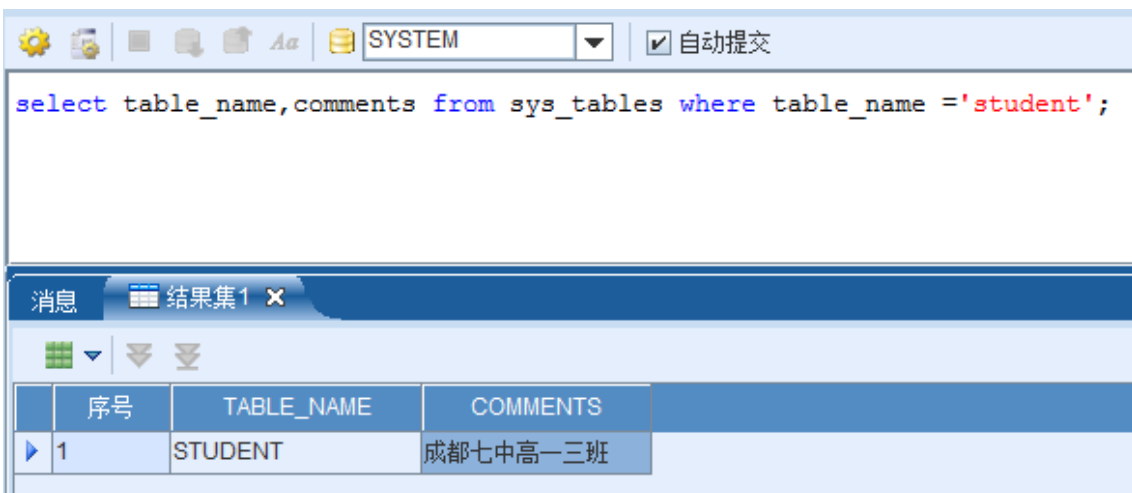 Aa SYSTEM 自动提交
select table_name,comments from sys_tables where table_name ='student';
消息 结果集1
序号 TABLE_NAME COMMENTS
1 STUDENT 成都七中高一三班